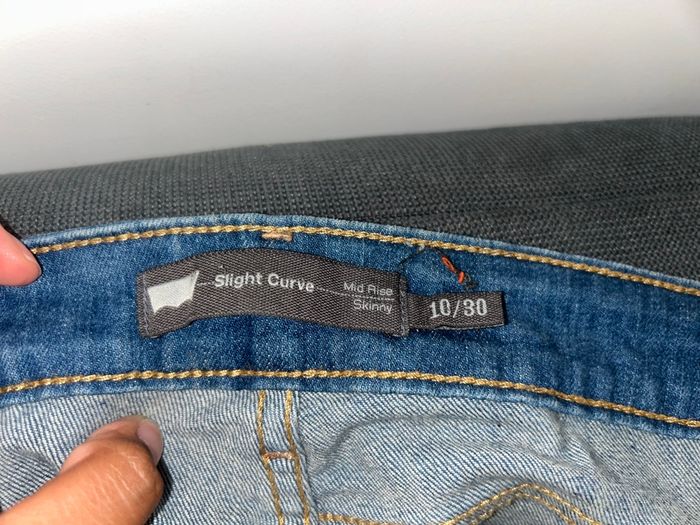 Slight Curve
Mid Rise
Skinny
10/30